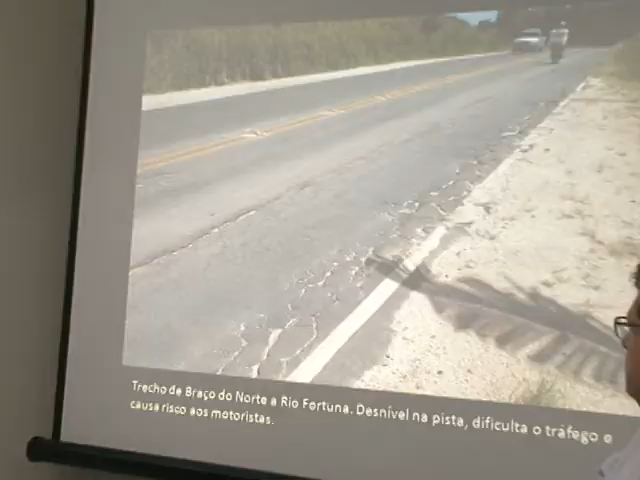 Trecho de Braço do Norte a Rio Fortuna. Desnível na pista, dificulta o tráfego e
causa risco aos motoristas.